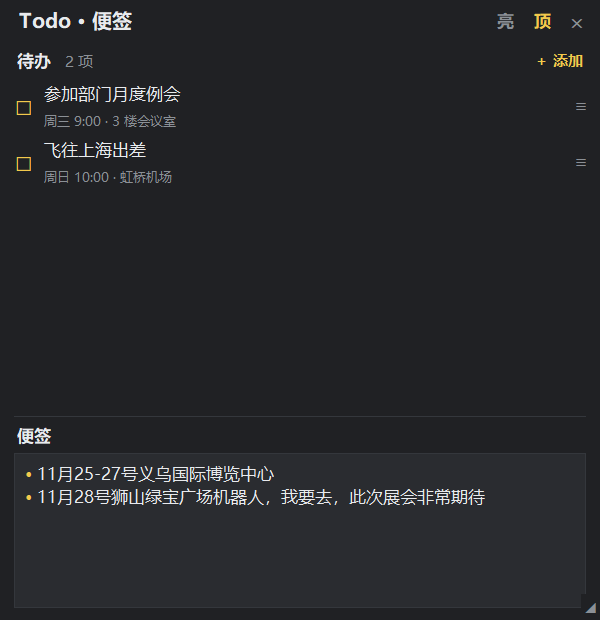 Todo • 便签
亮 顶 ×
待办 2 项
+ 添加
参加部门月度例会
周三 9:00 · 3 楼会议室
飞往上海出差
周日 10:00 · 虹桥机场
便签
• 11月25-27号义乌国际博览中心
• 11月28号狮山绿宝广场机器人，我要去，此次展会非常期待